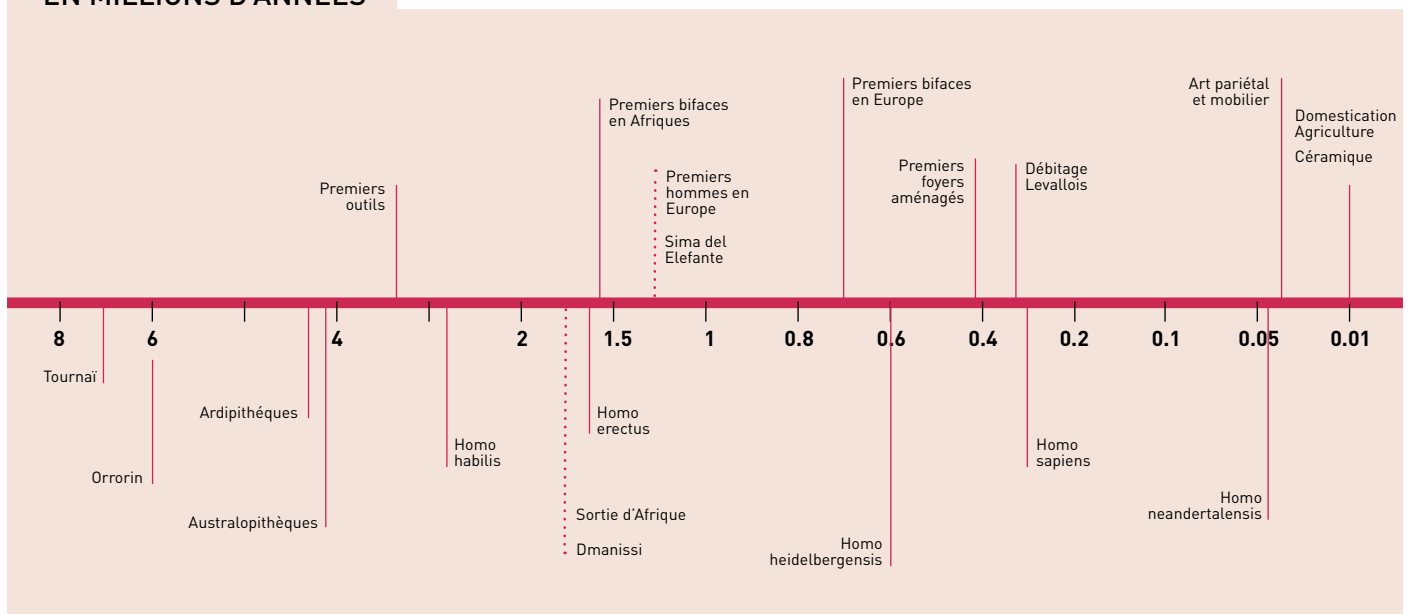 EN MILLIONS D'ANNÉES
Premiers bifaces
en Afriques
Premiers
outils
Premiers
hommes en
Europe
Sima del
Elefante
Premiers bifaces
en Europe
Premiers
foyers
aménagés
Débitage
Levallois
Art pariétal
et mobilier
Domestication
Agriculture
Céramique
8
6
4
2
1.5
1
0.8
0.6
0.4
0.2
0.1
0.05
0.01
Tournaï
Orrorin
Ardipithéques
Australopithèques
Homo
habilis
Homo
erectus
Sortie d'Afrique
Dmanissi
Homo
heidelbergensis
Homo
sapiens
Homo
neandertalensis